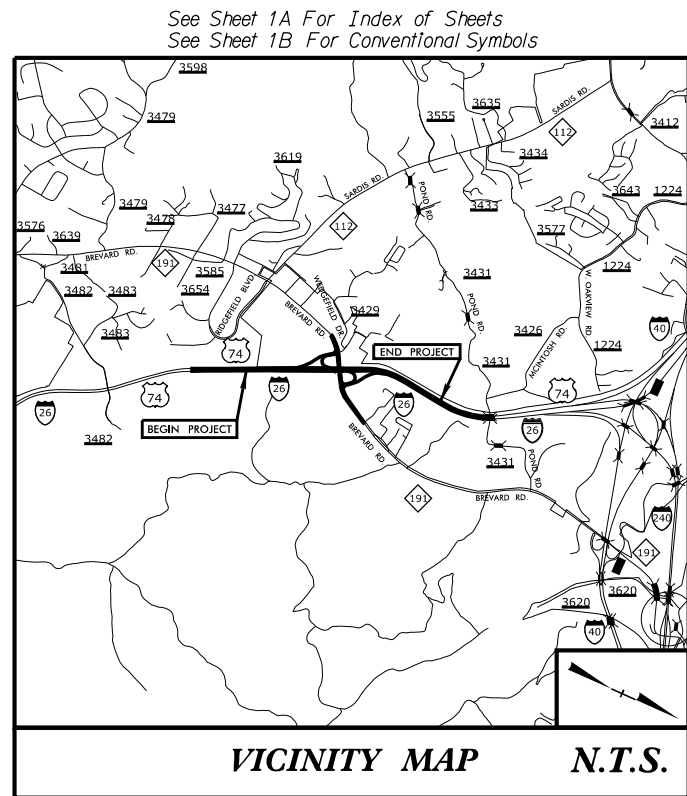 See Sheet 1A For Index of Sheets
See Sheet 1B For Conventional Symbols
3598
3479
3555
3635
SARDIS RD.
112
3412
3434
3619
SARDIS RD.
POND RD.
3643
1224
3479
3478
3477
3433
3576
3639
112
3577
BREVARD RD.
191
3481
3585
3431
1224
3482
3483
3654
RIDGEFIELD BLVD
WEDGEFIELD DR.
BREVARD RD.
3429
POND RD.
W. OAKVIEW RD
40
3483
3426
MCINTOSH RD.
1224
74
END PROJECT
3431
74
26
74
26
26
26
BEGIN PROJECT
3482
BREVARD RD.
3431
POND RD.
191
BREVARD RD.
240
191
3620
3620
40
VICINITY MAP
N.T.S.